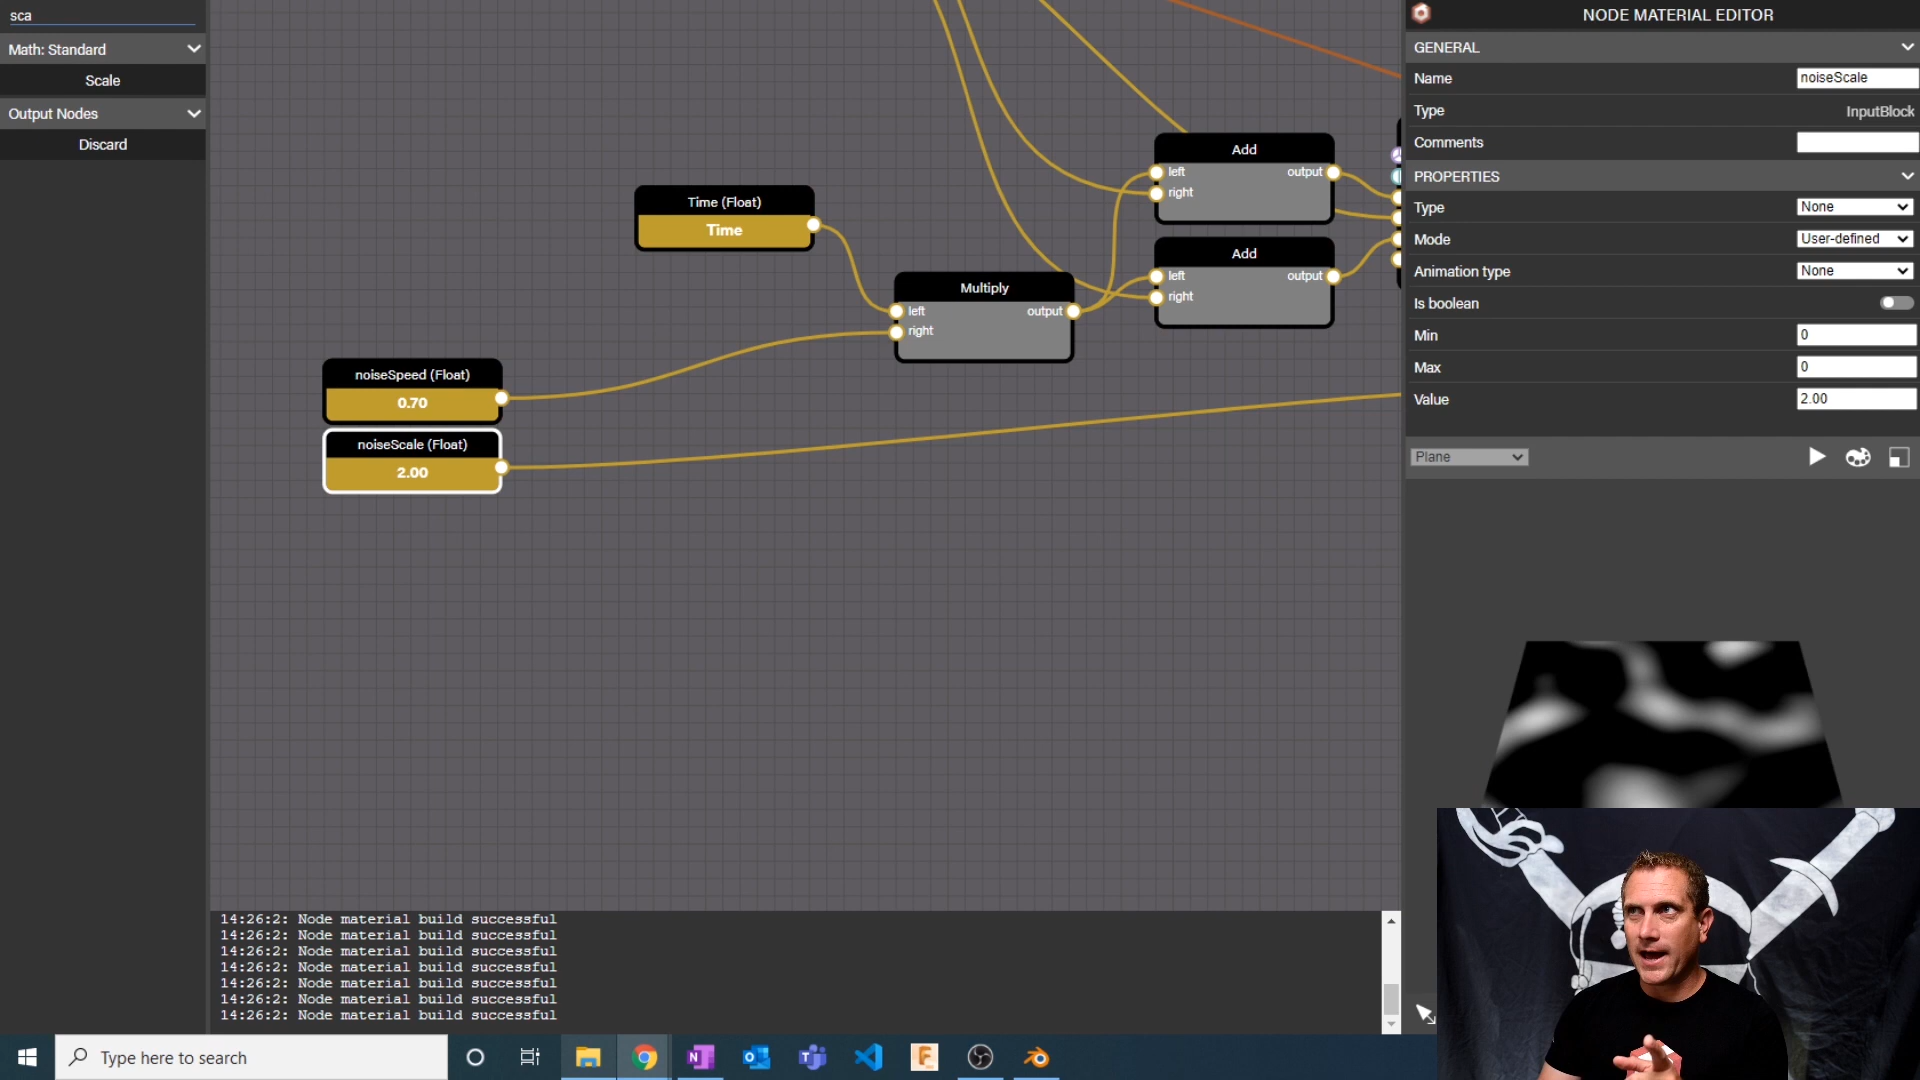 sca
Math: Standard
Scale
Output Nodes
Discard
Time (Float)
Time
Multiply
left
output
right
noiseSpeed (Float)
0.70
noiseScale (Float)
2.00
Add
left
output
right
Add
left
output
right
NODE MATERIAL EDITOR
GENERAL
Name
noiseScale
Type
InputBlock
Comments
PROPERTIES
Type
None
Mode
User-defined
Animation type
None
Is boolean
Min
0
Max
0
Value
2.00
Plane
14:26:2: Node material build successful
14:26:2: Node material build successful
14:26:2: Node material build successful
14:26:2: Node material build successful
14:26:2: Node material build successful
14:26:2: Node material build successful
14:26:2: Node material build successful
Type here to search